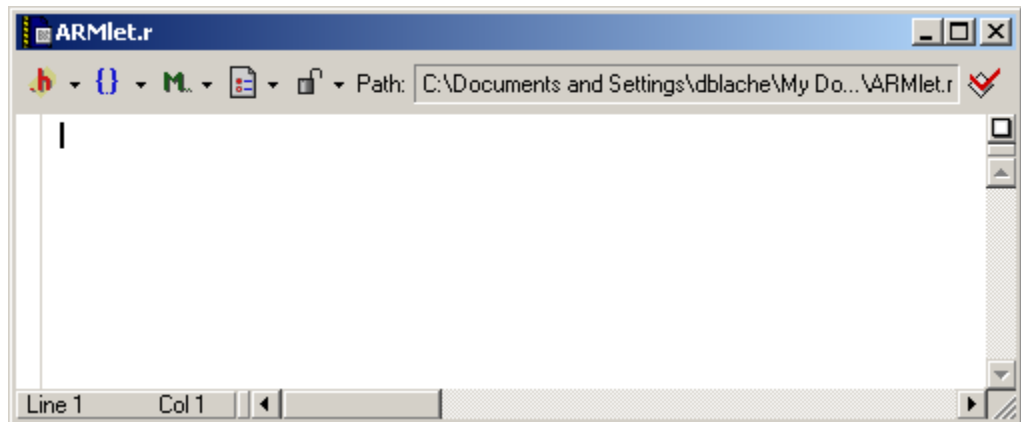 ARMlet.r
.h {} M.. Path: C:\Documents and Settings\dblache\My Do...\ARMlet.r
Line 1 Col 1